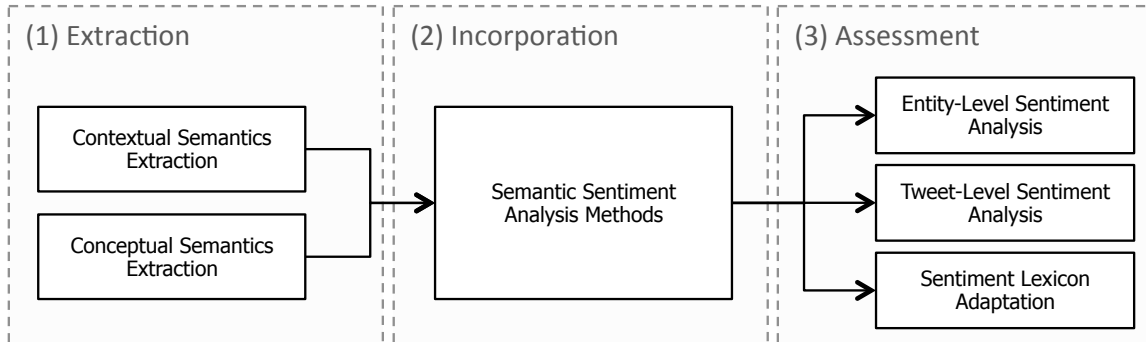 (1) Extraction
Contextual Semantics
Extraction
Conceptual Semantics
Extraction
(2) Incorporation
Semantic Sentiment
Analysis Methods
(3) Assessment
Entity-Level Sentiment
Analysis
Tweet-Level Sentiment
Analysis
Sentiment Lexicon
Adaptation